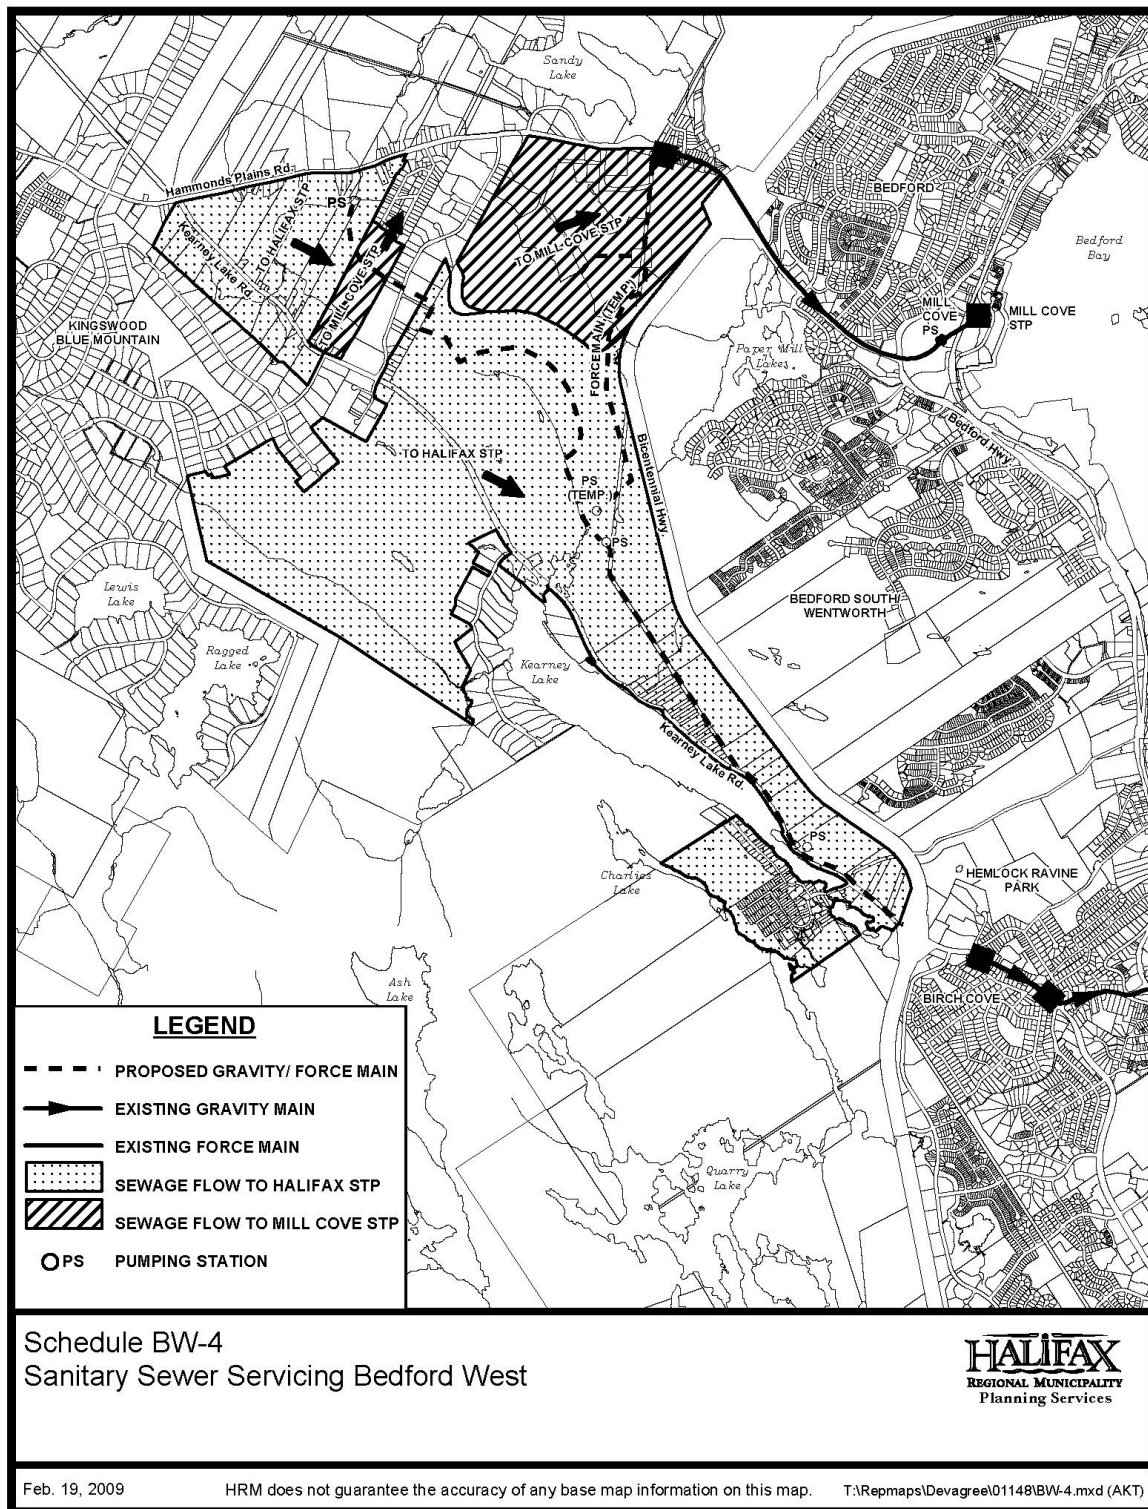 Sandy
Lake
Hammonds Plains Rd.
PS
TO HALIFAX STP
Kearney Lake Rd.
TO MILL COVE STP
TO MILL COVE STP
BEDFORD
Bedford
Bay
MILL
COVE
PS
MILL COVE
STP
KINGSWOOD
BLUE MOUNTAIN
FORCEMAIN (TEMP.)
Paper Mill
Lakes
Bedford Hwy.
Bicentennial Hwy.
TO HALIFAX STP
PS
(TEMP.)
PS
Lewis
Lake
Ragged
Lake
BEDFORD SOUTH
WENTWORTH
Kearney
Lake
Kearney Lake Rd.
PS
Charlies
Lake
HEMLOCK RAVINE
PARK
BIRCH COVE
Ash
Lake
Quarry
Lake
LEGEND
PROPOSED GRAVITY/ FORCE MAIN
EXISTING GRAVITY MAIN
EXISTING FORCE MAIN
SEWAGE FLOW TO HALIFAX STP
SEWAGE FLOW TO MILL COVE STP
PS PUMPING STATION
Schedule BW-4
Sanitary Sewer Servicing Bedford West
HALIFAX
REGIONAL MUNICIPALITY
Planning Services
Feb. 19, 2009
HRM does not guarantee the accuracy of any base map information on this map.
T:\Repmaps\Devagree\01148\BW-4.mxd (AKT)